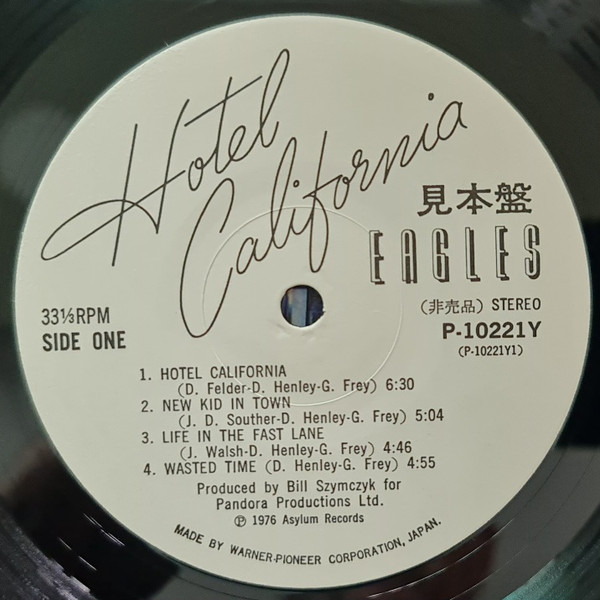 Hotel
California
見本盤
EAGLES
33⅓RPM
SIDE ONE
(非売品) STEREO
P-10221Y
(P-10221Y1)
1. HOTEL CALIFORNIA
(D. Felder-D. Henley-G. Frey) 6:30
2. NEW KID IN TOWN
(J. D. Souther-D. Henley-G. Frey) 5:04
3. LIFE IN THE FAST LANE
(J. Walsh-D. Henley-G. Frey) 4:46
4. WASTED TIME (D. Henley-G. Frey) 4:55
Produced by Bill Szymczyk for
Pandora Productions Ltd.
℗ 1976 Asylum Records
MADE BY WARNER-PIONEER CORPORATION, JAPAN.